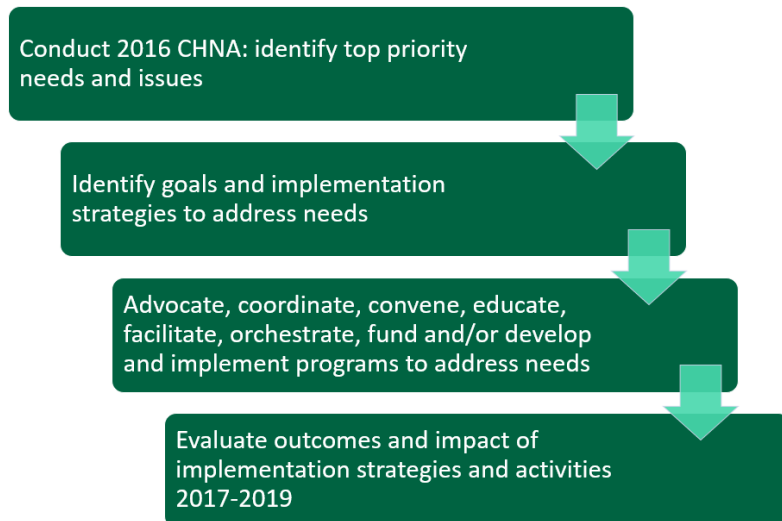 Conduct 2016 CHNA: identify top priority
needs and issues
Identify goals and implementation
strategies to address needs
Advocate, coordinate, convene, educate,
facilitate, orchestrate, fund and/or develop
and implement programs to address needs
Evaluate outcomes and impact of
implementation strategies and activities
2017-2019